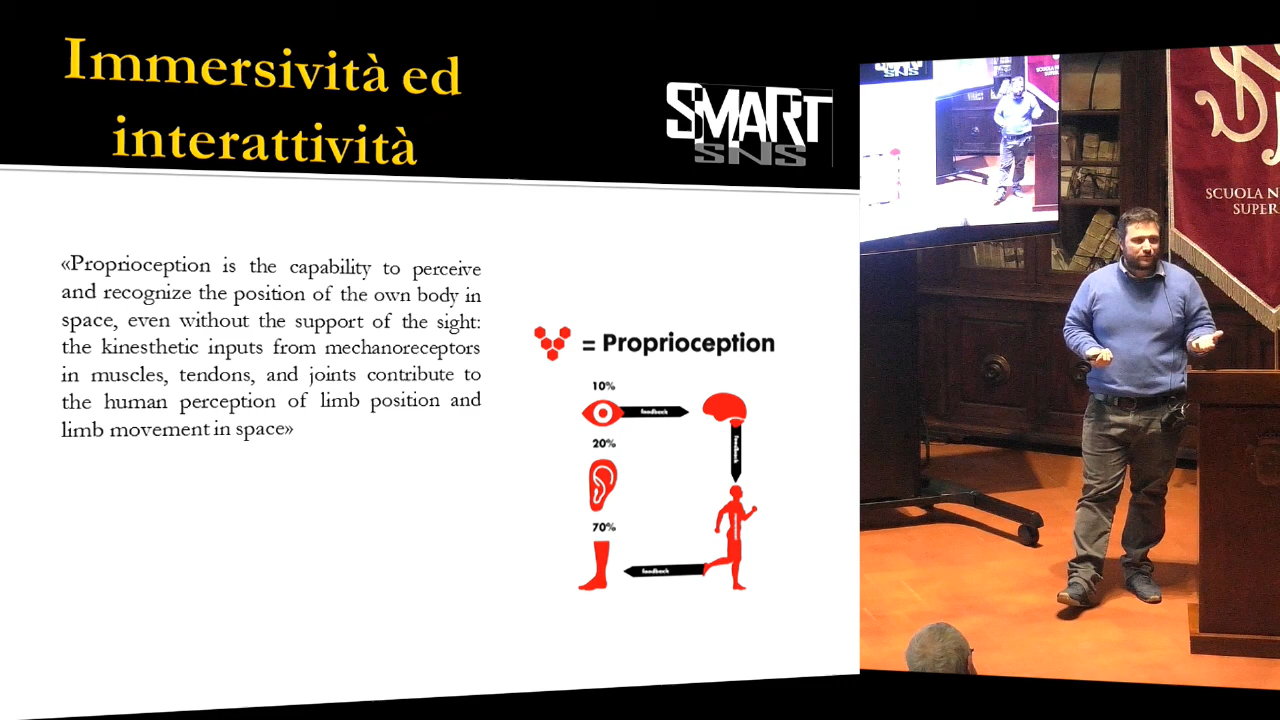 Immersività ed
interattività
SMART
SNS
«Proprioception is the capability to perceive
and recognize the position of the own body in
space, even without the support of the sight:
the kinesthetic inputs from mechanoreceptors
in muscles, tendons, and joints contribute to
the human perception of limb position and
limb movement in space»
= Proprioception
10%
feedback
20%
feedback
70%
feedback
SNS
SCUOLA N
SUPER